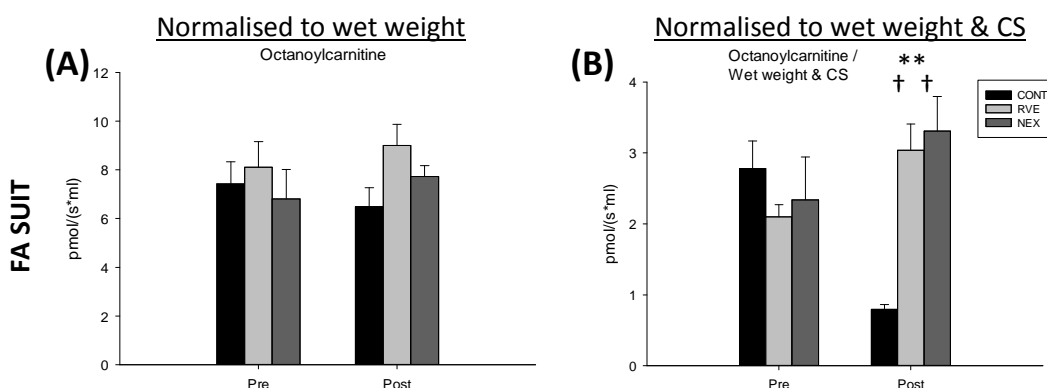 Normalised to wet weight
Normalised to wet weight & CS
(A)
Octanoylcarnitine
(B)
Octanoylcarnitine /
Wet weight & CS
**
† †
CONT
RVE
NEX
FA SUIT
pmol/(s*ml)
12
10
8
6
4
2
0
Pre
Post
pmol/(s*ml)
4
3
2
1
0
Pre
Post